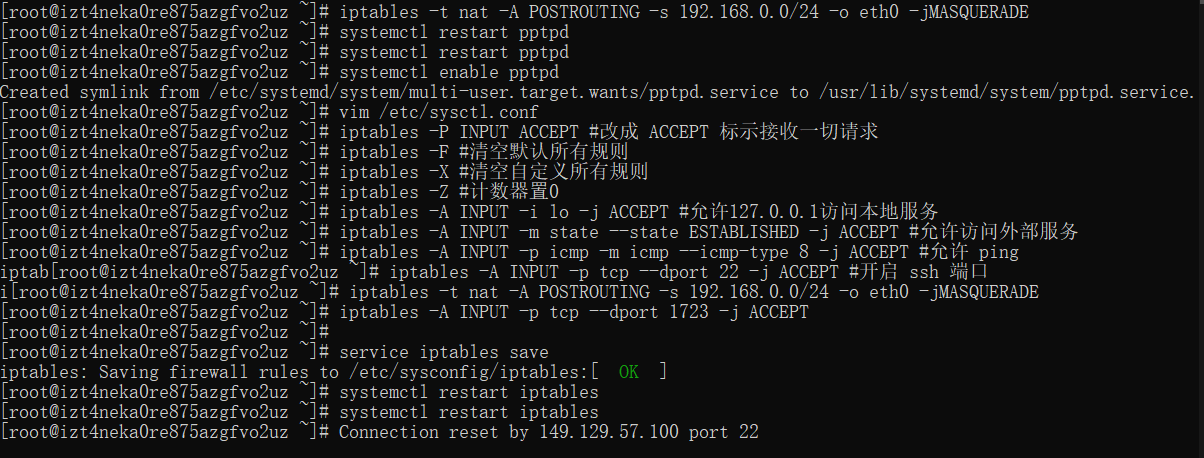 [root@izt4neka0re875azgfvo2uz ~]# iptables -t nat -A POSTROUTING -s 192.168.0.0/24 -o eth0 -jMASQUERADE
[root@izt4neka0re875azgfvo2uz ~]# systemctl restart pptpd
[root@izt4neka0re875azgfvo2uz ~]# systemctl restart pptpd
[root@izt4neka0re875azgfvo2uz ~]# systemctl enable pptpd
Created symlink from /etc/systemd/system/multi-user.target.wants/pptpd.service to /usr/lib/systemd/system/pptpd.service.
[root@izt4neka0re875azgfvo2uz ~]# vim /etc/sysctl.conf
[root@izt4neka0re875azgfvo2uz ~]# iptables -P INPUT ACCEPT #改成 ACCEPT 标示接收一切请求
[root@izt4neka0re875azgfvo2uz ~]# iptables -F #清空默认所有规则
[root@izt4neka0re875azgfvo2uz ~]# iptables -X #清空自定义所有规则
[root@izt4neka0re875azgfvo2uz ~]# iptables -Z #计数器置0
[root@izt4neka0re875azgfvo2uz ~]# iptables -A INPUT -i lo -j ACCEPT #允许127.0.0.1访问本地服务
[root@izt4neka0re875azgfvo2uz ~]# iptables -A INPUT -m state --state ESTABLISHED -j ACCEPT #允许访问外部服务
[root@izt4neka0re875azgfvo2uz ~]# iptables -A INPUT -p icmp -m icmp --icmp-type 8 -j ACCEPT #允许 ping
iptab[root@izt4neka0re875azgfvo2uz ~]# iptables -A INPUT -p tcp --dport 22 -j ACCEPT #开启 ssh 端口
i[root@izt4neka0re875azgfvo2uz ~]# iptables -t nat -A POSTROUTING -s 192.168.0.0/24 -o eth0 -jMASQUERADE
[root@izt4neka0re875azgfvo2uz ~]# iptables -A INPUT -p tcp --dport 1723 -j ACCEPT
[root@izt4neka0re875azgfvo2uz ~]#
[root@izt4neka0re875azgfvo2uz ~]# service iptables save
iptables: Saving firewall rules to /etc/sysconfig/iptables:[  OK  ]
[root@izt4neka0re875azgfvo2uz ~]# systemctl restart iptables
[root@izt4neka0re875azgfvo2uz ~]# systemctl restart iptables
[root@izt4neka0re875azgfvo2uz ~]# Connection reset by 149.129.57.100 port 22